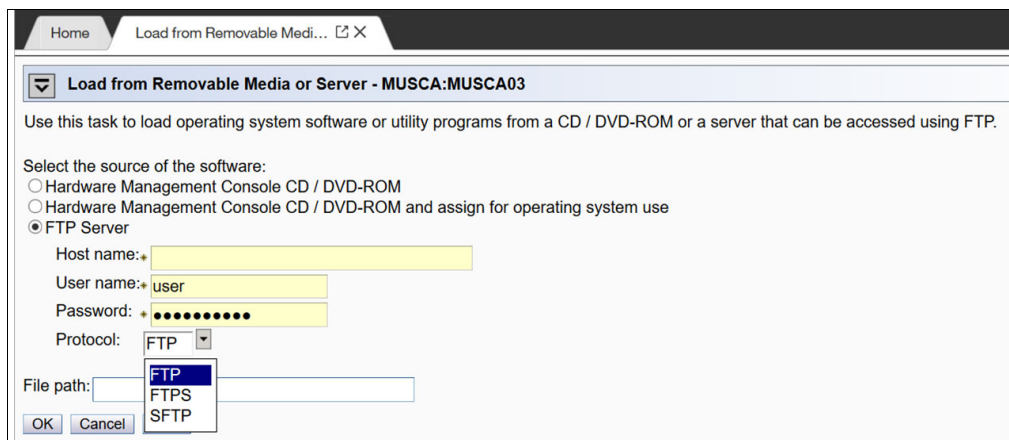 Home
Load from Removable Medi...
Load from Removable Media or Server - MUSCA:MUSCA03
Use this task to load operating system software or utility programs from a CD / DVD-ROM or a server that can be accessed using FTP.
Select the source of the software:
Hardware Management Console CD / DVD-ROM
Hardware Management Console CD / DVD-ROM and assign for operating system use
FTP Server
Host name:
User name: user
Password: ●●●●●●●●●●
Protocol: FTP
FTP
FTPS
SFTP
File path:
OK Cancel